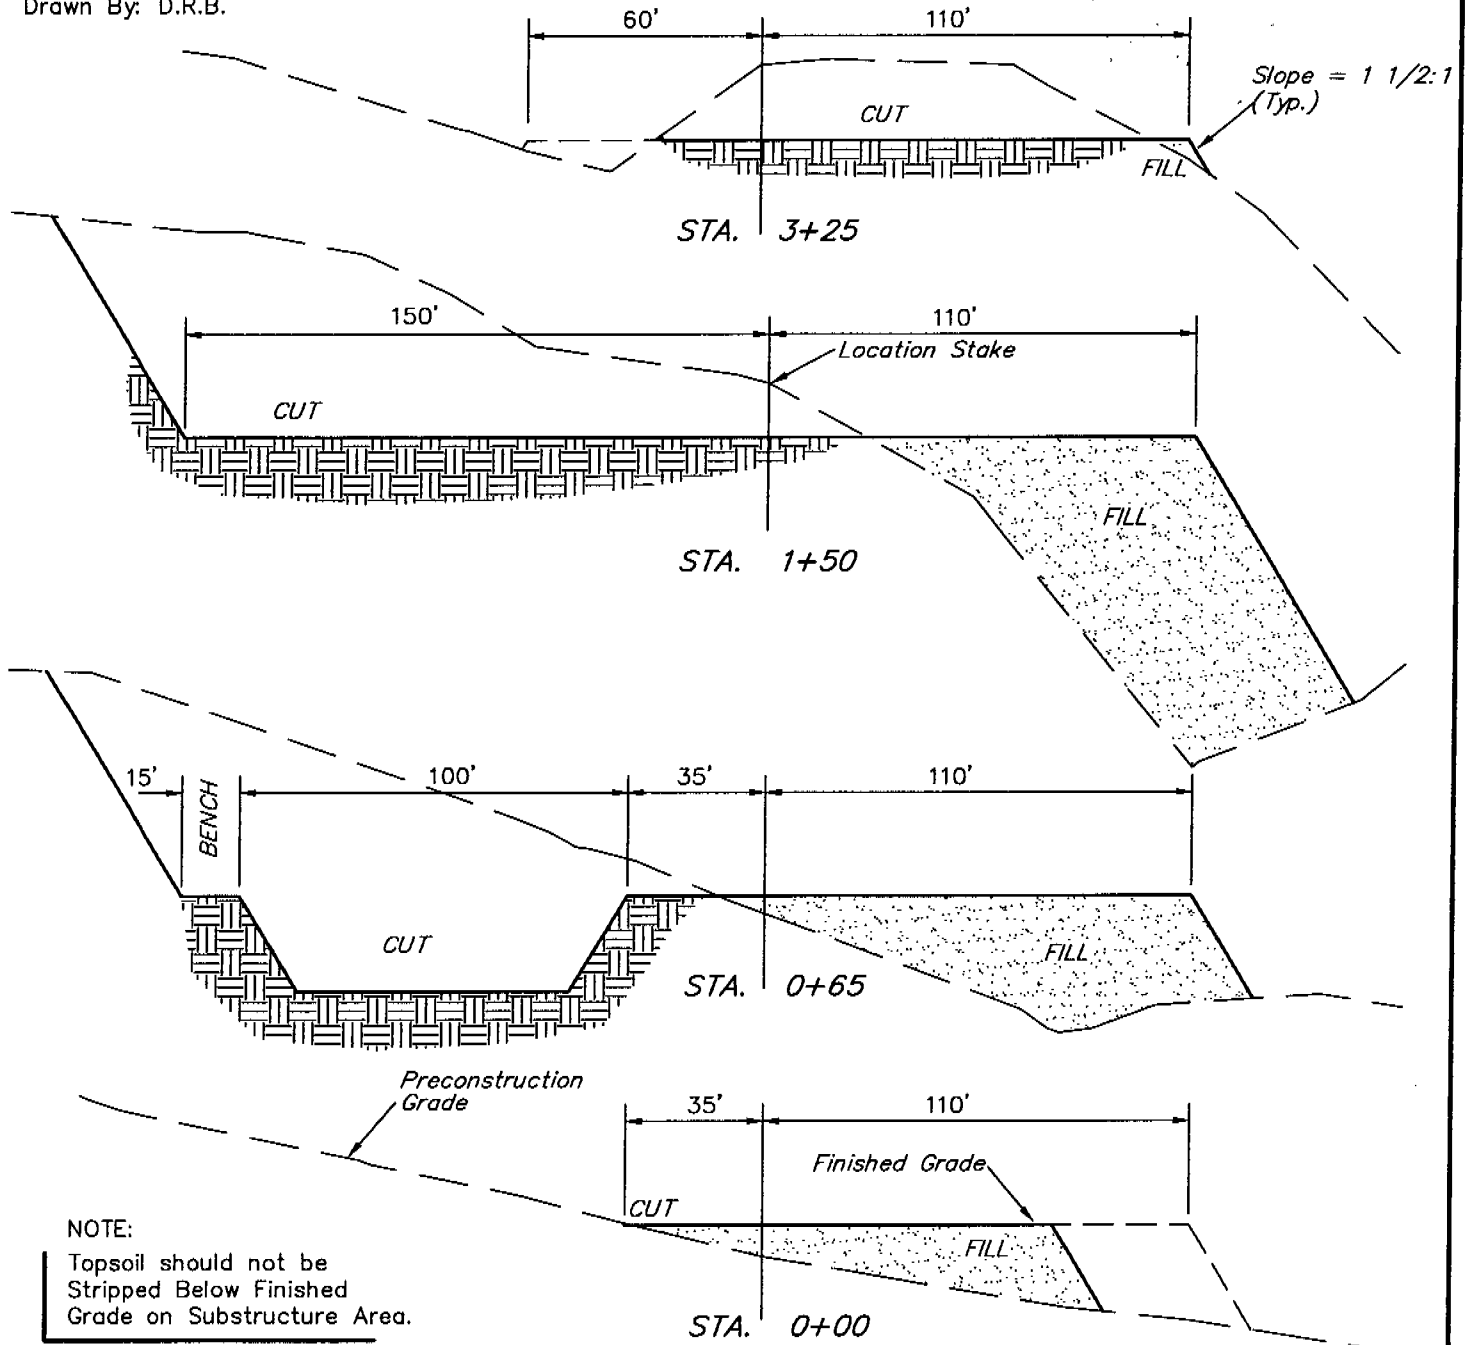 Drawn By: D.R.B.
60' 110'
Slope = 1 1/2:1
(Typ.)
CUT
FILL
STA. 3+25
150' 110'
Location Stake
CUT
FILL
STA. 1+50
15' 100' 35' 110'
BENCH
CUT
FILL
STA. 0+65
Preconstruction
Grade
35' 110'
Finished Grade
CUT
FILL
NOTE:
Topsoil should not be
Stripped Below Finished
Grade on Substructure Area.
STA. 0+00